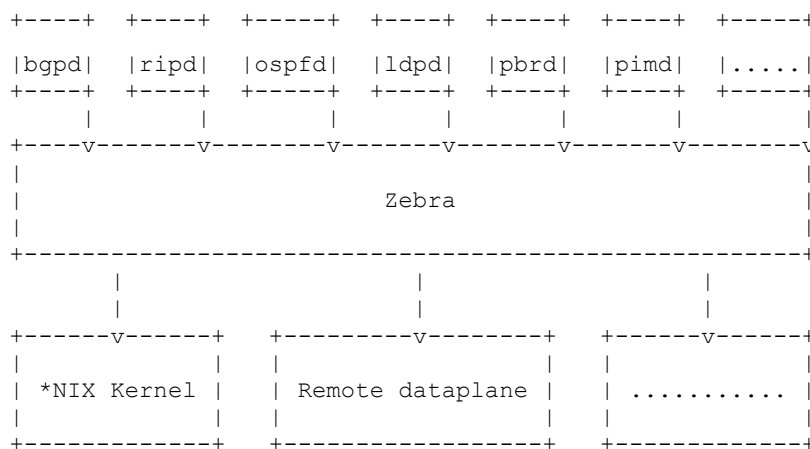 +----+  +----+  +-----+  +----+  +----+  +----+  +-----+
|bgpd|  |ripd|  |ospfd|  |ldpd|  |pbrd|  |pimd|  |.....|
+----+  +----+  +-----+  +----+  +----+  +----+  +-----+
     |       |        |       |       |       |        |
+----v-------v--------v-------v-------v-------v--------v
|                                                      |
|                         Zebra                        |
|                                                      |
+------------------------------------------------------+
       |                    |                   |
       |                    |                   |
+------v------+   +---------v--------+   +------v------+
|             |   |                  |   |             |
| *NIX Kernel |   | Remote dataplane |   | ........... |
|             |   |                  |   |             |
+-------------+   +------------------+   +-------------+